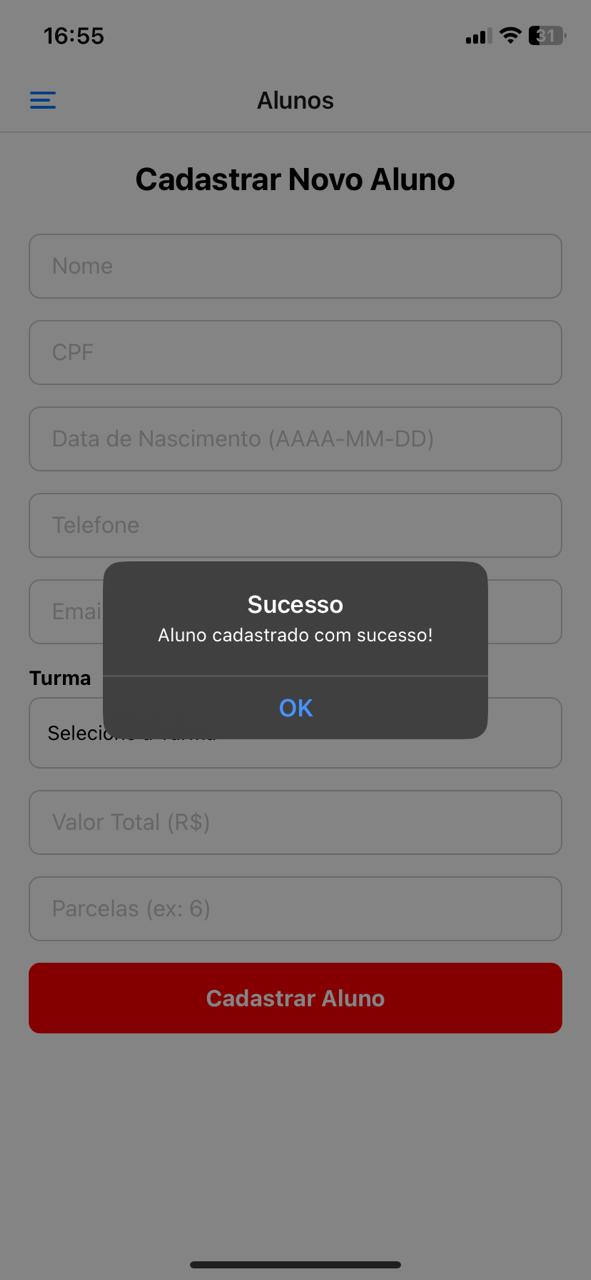 16:55
31
Alunos
Cadastrar Novo Aluno
Nome
CPF
Data de Nascimento (AAAA-MM-DD)
Telefone
Emai
Sucesso
Aluno cadastrado com sucesso!
OK
Turma
Selecione a Turma
Valor Total (R$)
Parcelas (ex: 6)
Cadastrar Aluno